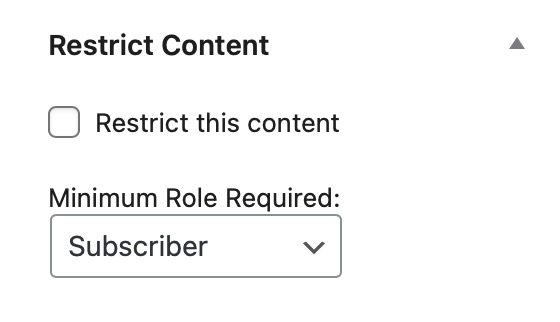 Restrict Content
Restrict this content
Minimum Role Required:
Subscriber